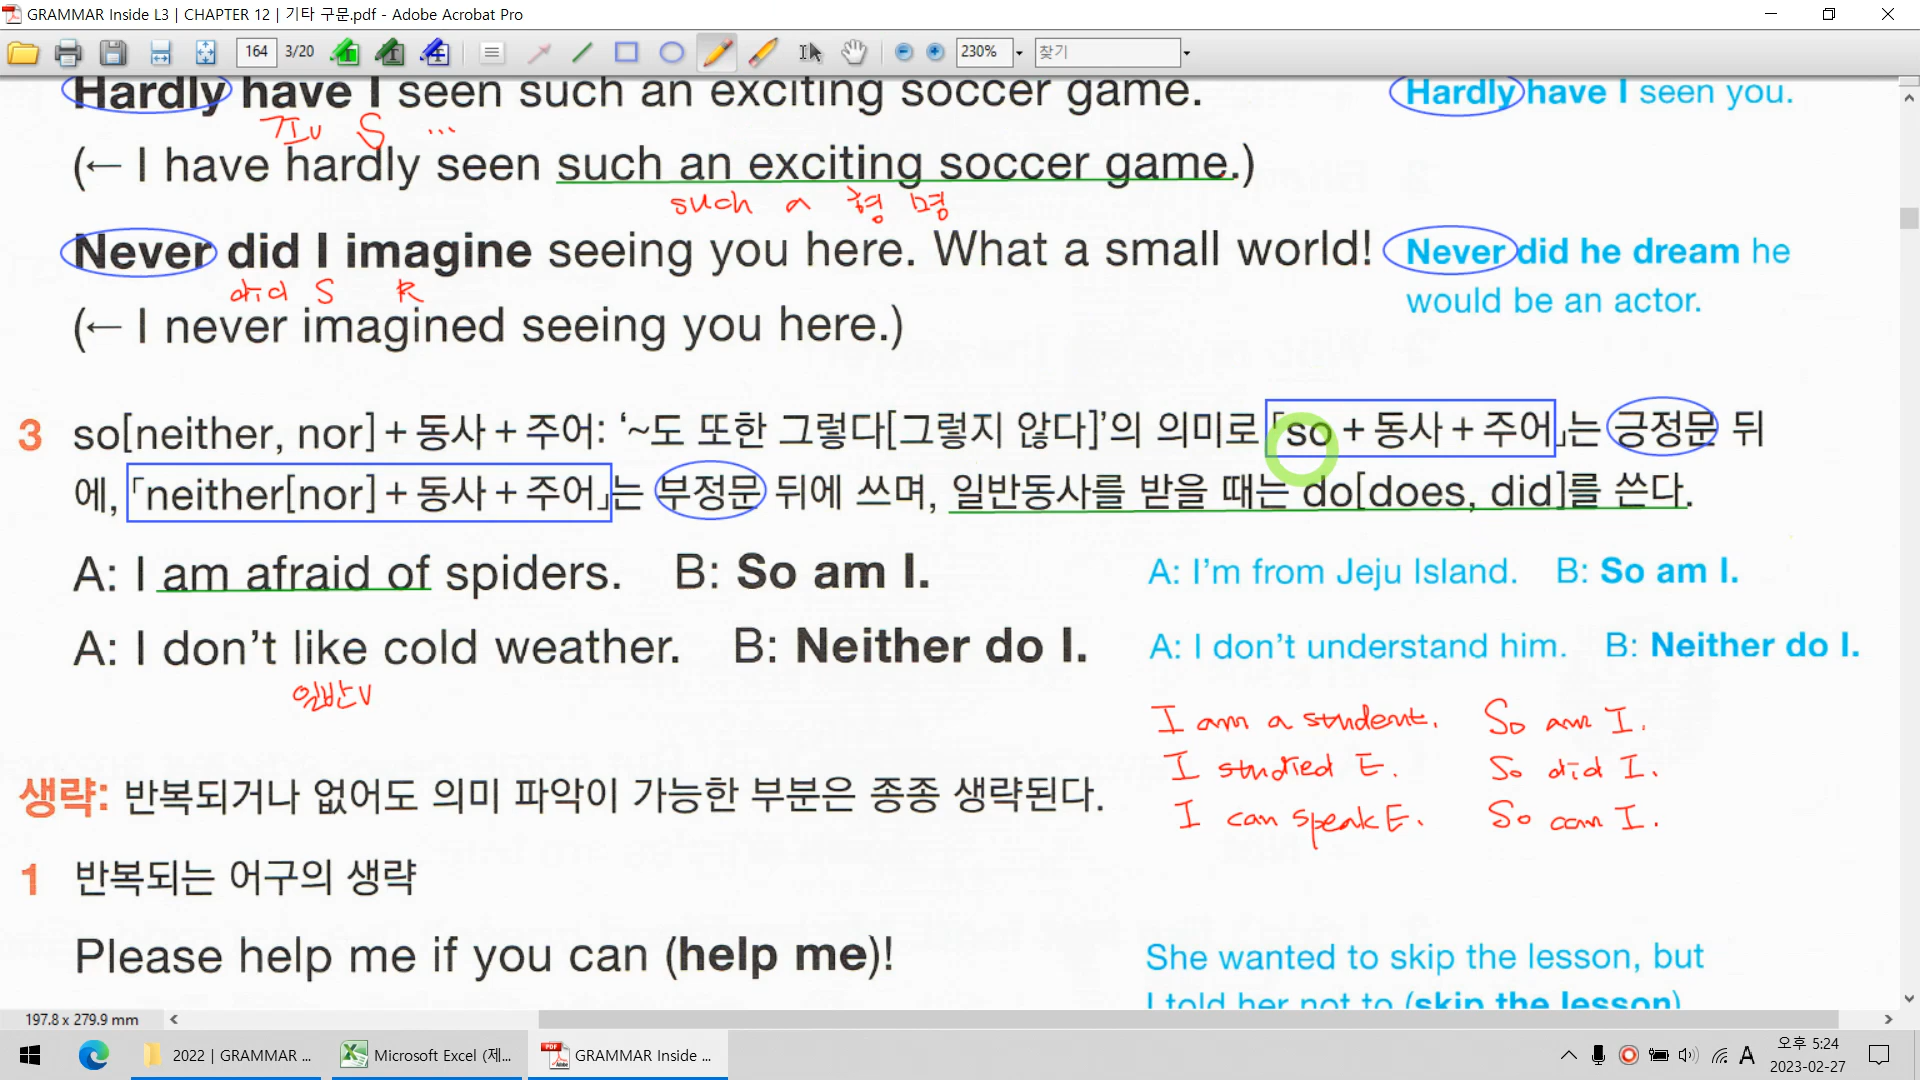 GRAMMAR Inside L3 | CHAPTER 12 | 기타 구문.pdf - Adobe Acrobat Pro
164 3/20 230% 찾기
Hardly have I seen such an exciting soccer game.
Hardly have I seen you.
기V S ...
(← I have hardly seen such an exciting soccer game.)
such a 형 명
Never did I imagine seeing you here. What a small world!
Never did he dream he
would be an actor.
did S R
(← I never imagined seeing you here.)
3 so[neither, nor] + 동사 + 주어: ‘~도 또한 그렇다[그렇지 않다]’의 의미로 「so + 동사 + 주어」는 긍정문 뒤
에, 「neither[nor] + 동사 + 주어」는 부정문 뒤에 쓰며, 일반동사를 받을 때는 do[does, did]를 쓴다.
A: I am afraid of spiders. B: So am I.
A: I’m from Jeju Island. B: So am I.
A: I don’t like cold weather. B: Neither do I.
A: I don’t understand him. B: Neither do I.
일반V
I am a student. So am I.
I studied E. So did I.
I can speak E. So can I.
생략: 반복되거나 없어도 의미 파악이 가능한 부분은 종종 생략된다.
1 반복되는 어구의 생략
Please help me if you can (help me)!
She wanted to skip the lesson, but
I told her not to (skip the lesson)
197.8 x 279.9 mm
2022 | GRAMMAR ...
Microsoft Excel (제...
GRAMMAR Inside ...
A
오후 5:24
2023-02-27